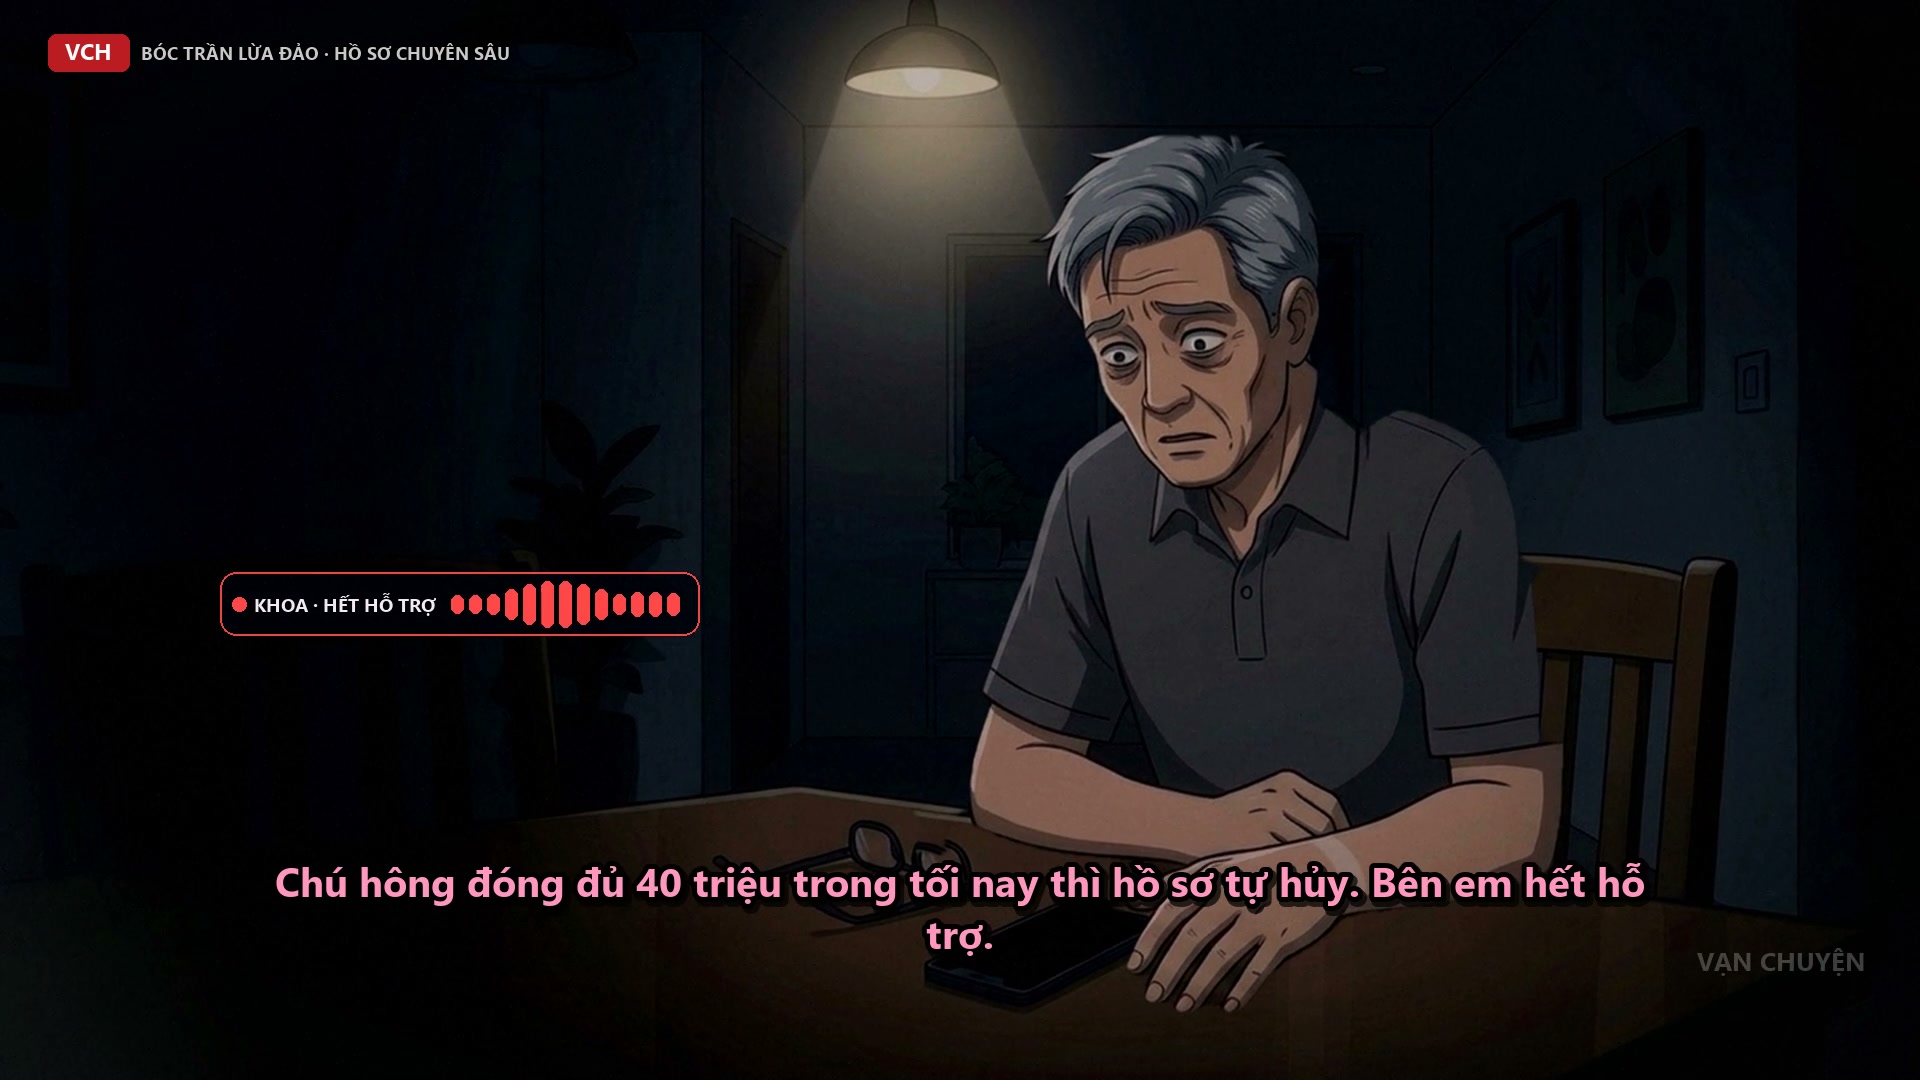 VCH BÓC TRẦN LỪA ĐẢO · HỒ SƠ CHUYÊN SÂU
KHOA · HẾT HỖ TRỢ
Chú hông đóng đủ 40 triệu trong tối nay thì hồ sơ tự hủy. Bên em hết hỗ
trợ.
VẠN CHUYỆN